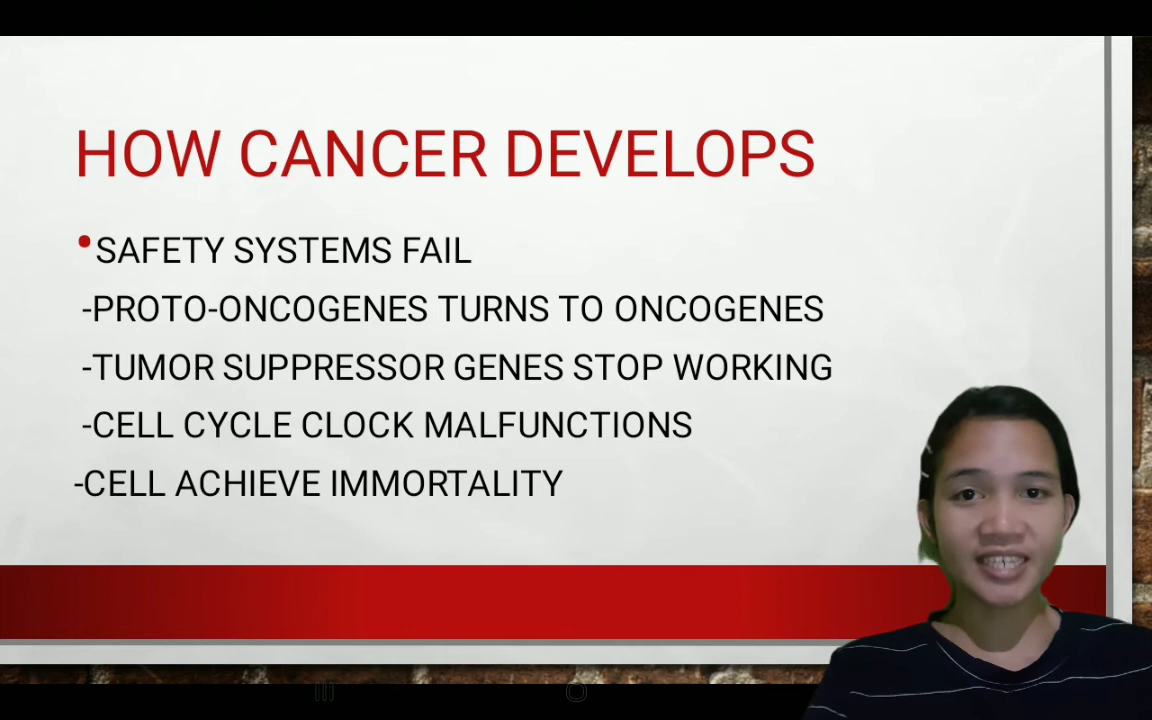 HOW CANCER DEVELOPS
•SAFETY SYSTEMS FAIL
-PROTO-ONCOGENES TURNS TO ONCOGENES
-TUMOR SUPPRESSOR GENES STOP WORKING
-CELL CYCLE CLOCK MALFUNCTIONS
-CELL ACHIEVE IMMORTALITY